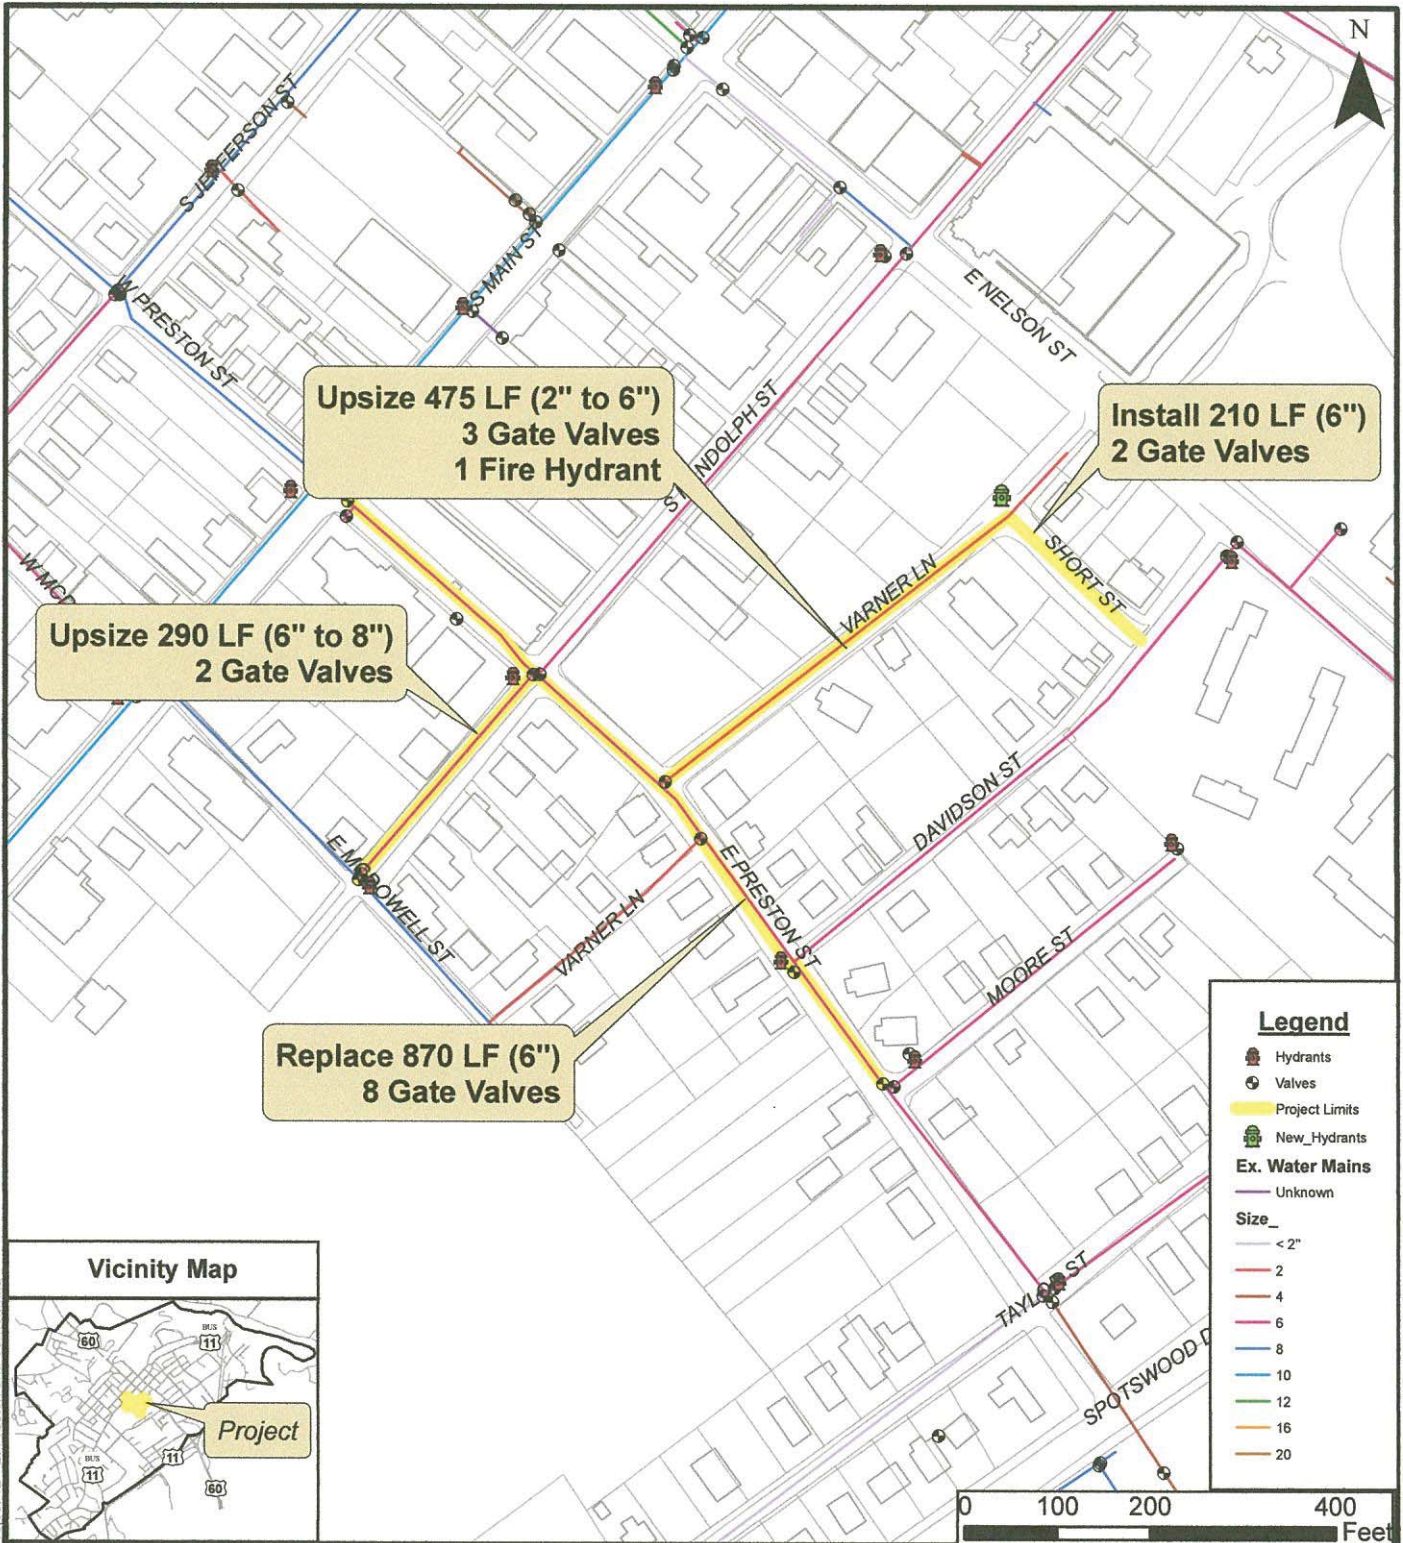 N
S JEFFERSON ST
W PRESTON ST
S MAIN ST
E NELSON ST
Upsize 475 LF (2" to 6")
3 Gate Valves
1 Fire Hydrant
Install 210 LF (6")
2 Gate Valves
NDOLPH ST
SHORT ST
VARNER LN
Upsize 290 LF (6" to 8")
2 Gate Valves
DAVIDSON ST
E PRESTON ST
VARNER LN
MOORE ST
Replace 870 LF (6")
8 Gate Valves
TAYLOR ST
Legend
Hydrants
Valves
Project Limits
New_Hydrants
Ex. Water Mains
Unknown
Size_
< 2"
2
4
6
8
10
12
16
20
Vicinity Map
60
BUS
11
Project
BUS
11
11
60
0 100 200 400
Feet